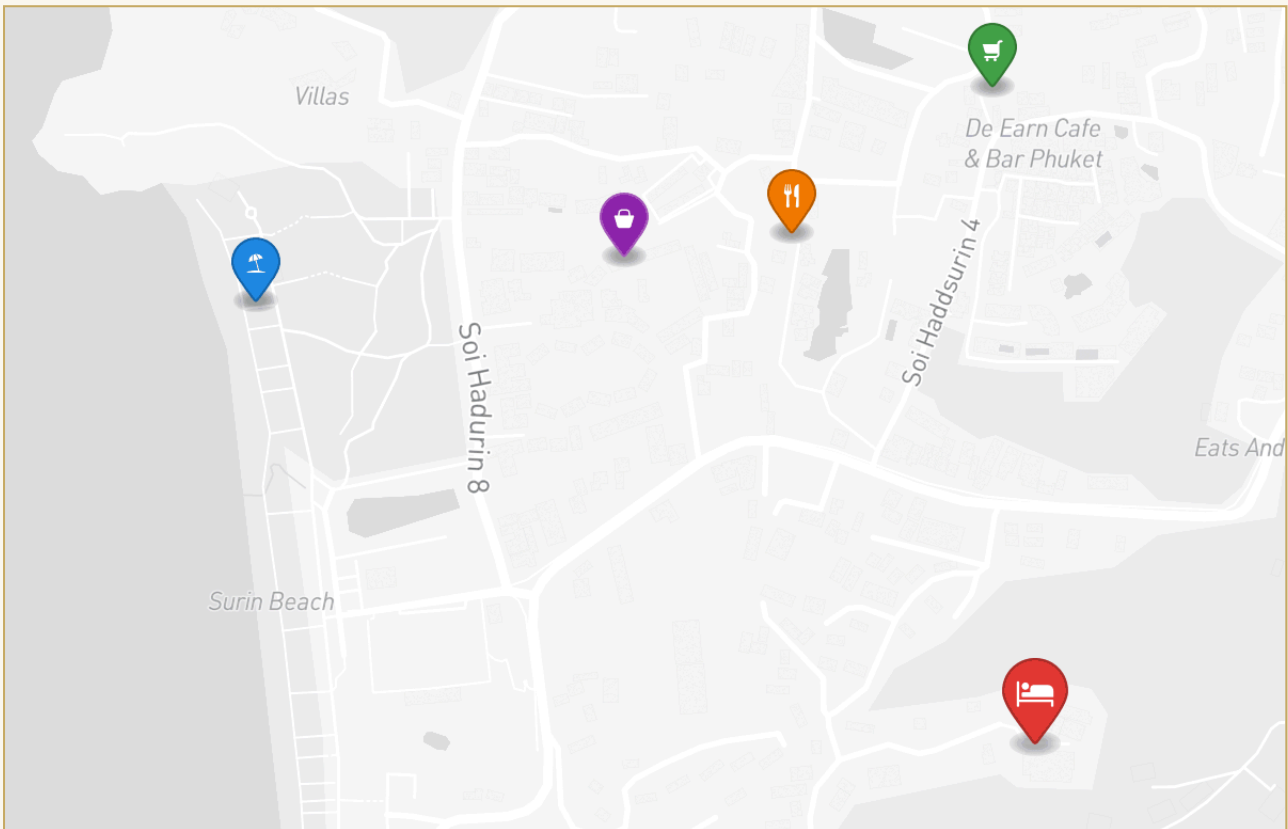 Villas
De Earn Cafe
& Bar Phuket
Soi Haddsurin 4
Soi Hadurin 8
Eats And
Surin Beach